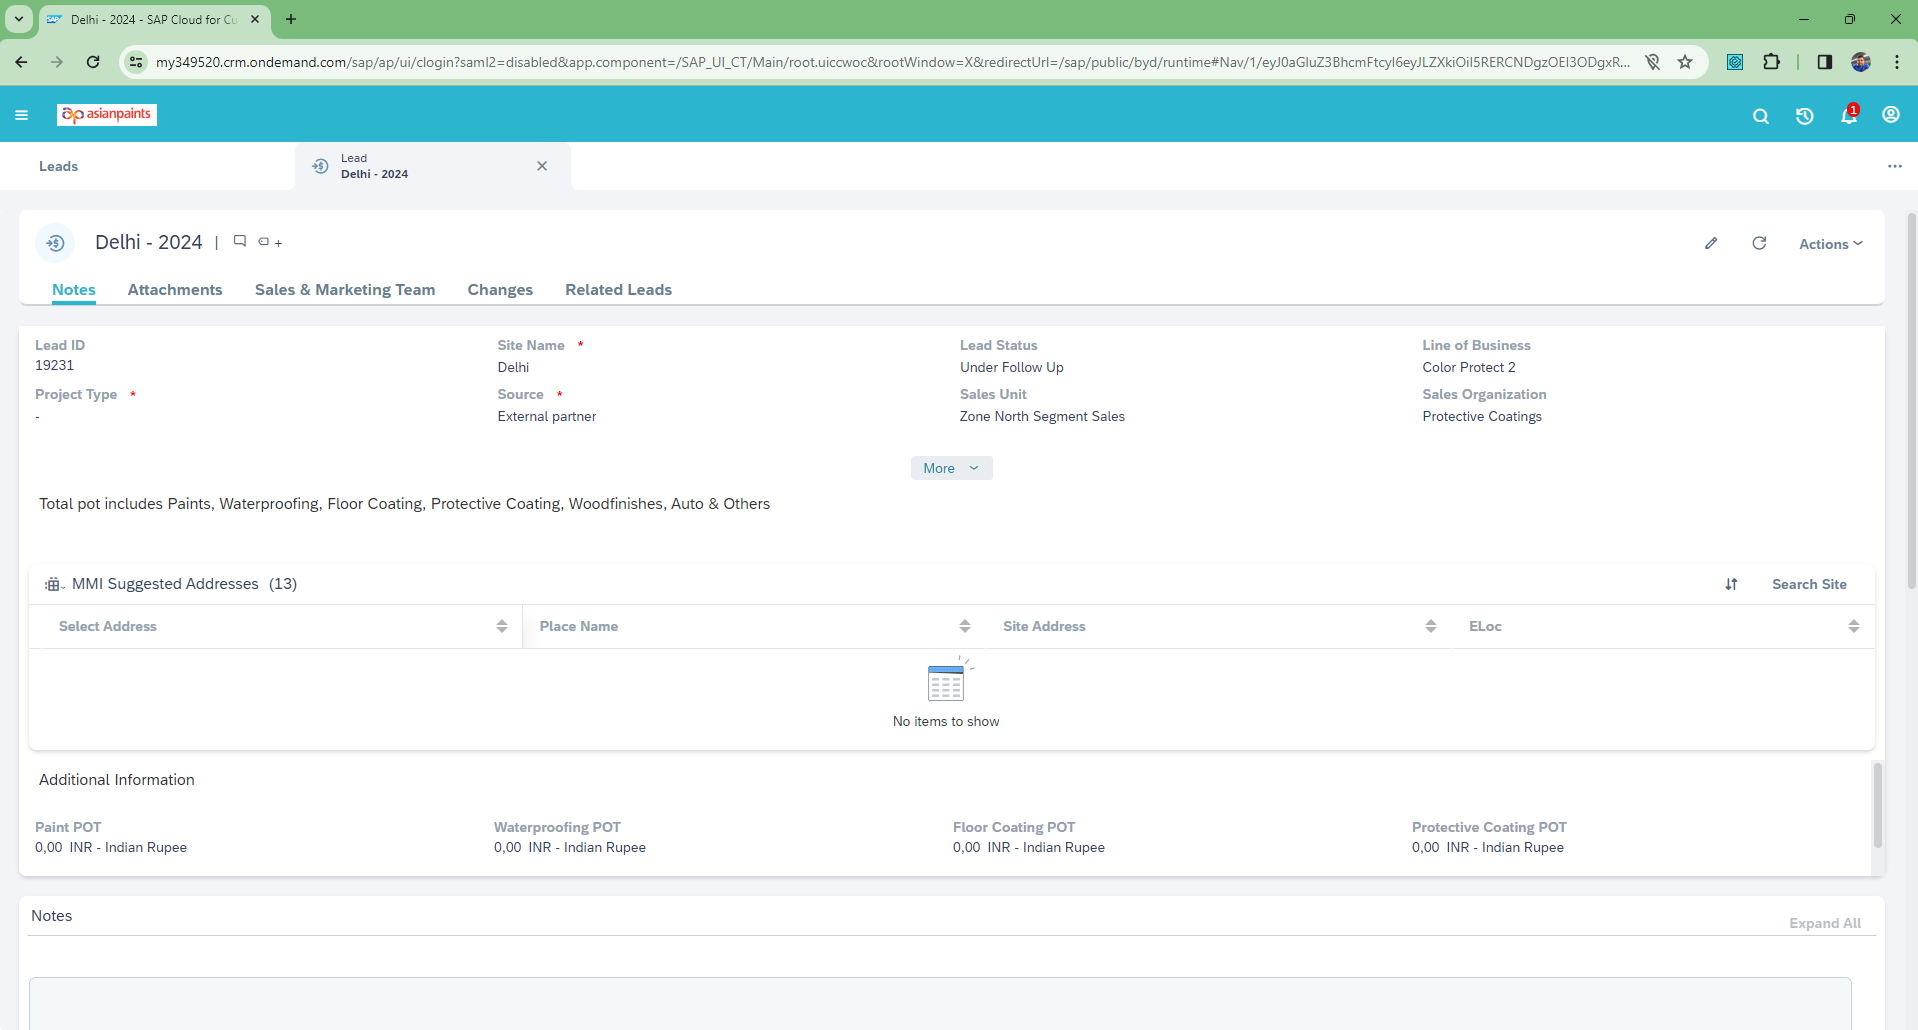 Delhi - 2024 - SAP Cloud for Cu
my349520.crm.ondemand.com/sap/ap/ui/clogin?saml2=disabled&app.component=/SAP_UI_CT/Main/root.uiccwoc&rootWindow=X&redirectUrl=/sap/public/byd/runtime#Nav/1/eyJ0aGluZ3BhcmFtcyI6eyJLZXkiOiI5RERCNDgzOEI3ODgxR...
asianpaints
1
Leads
Lead
Delhi - 2024
Delhi - 2024 |
Actions
Notes Attachments Sales & Marketing Team Changes Related Leads
Lead ID Site Name * Lead Status Line of Business
19231 Delhi Under Follow Up Color Protect 2
Project Type * Source * Sales Unit Sales Organization
- External partner Zone North Segment Sales Protective Coatings
More
Total pot includes Paints, Waterproofing, Floor Coating, Protective Coating, Woodfinishes, Auto & Others
MMI Suggested Addresses (13) Search Site
Select Address Place Name Site Address ELoc
No items to show
Additional Information
Paint POT Waterproofing POT Floor Coating POT Protective Coating POT
0,00 INR - Indian Rupee 0,00 INR - Indian Rupee 0,00 INR - Indian Rupee 0,00 INR - Indian Rupee
Notes
Expand All